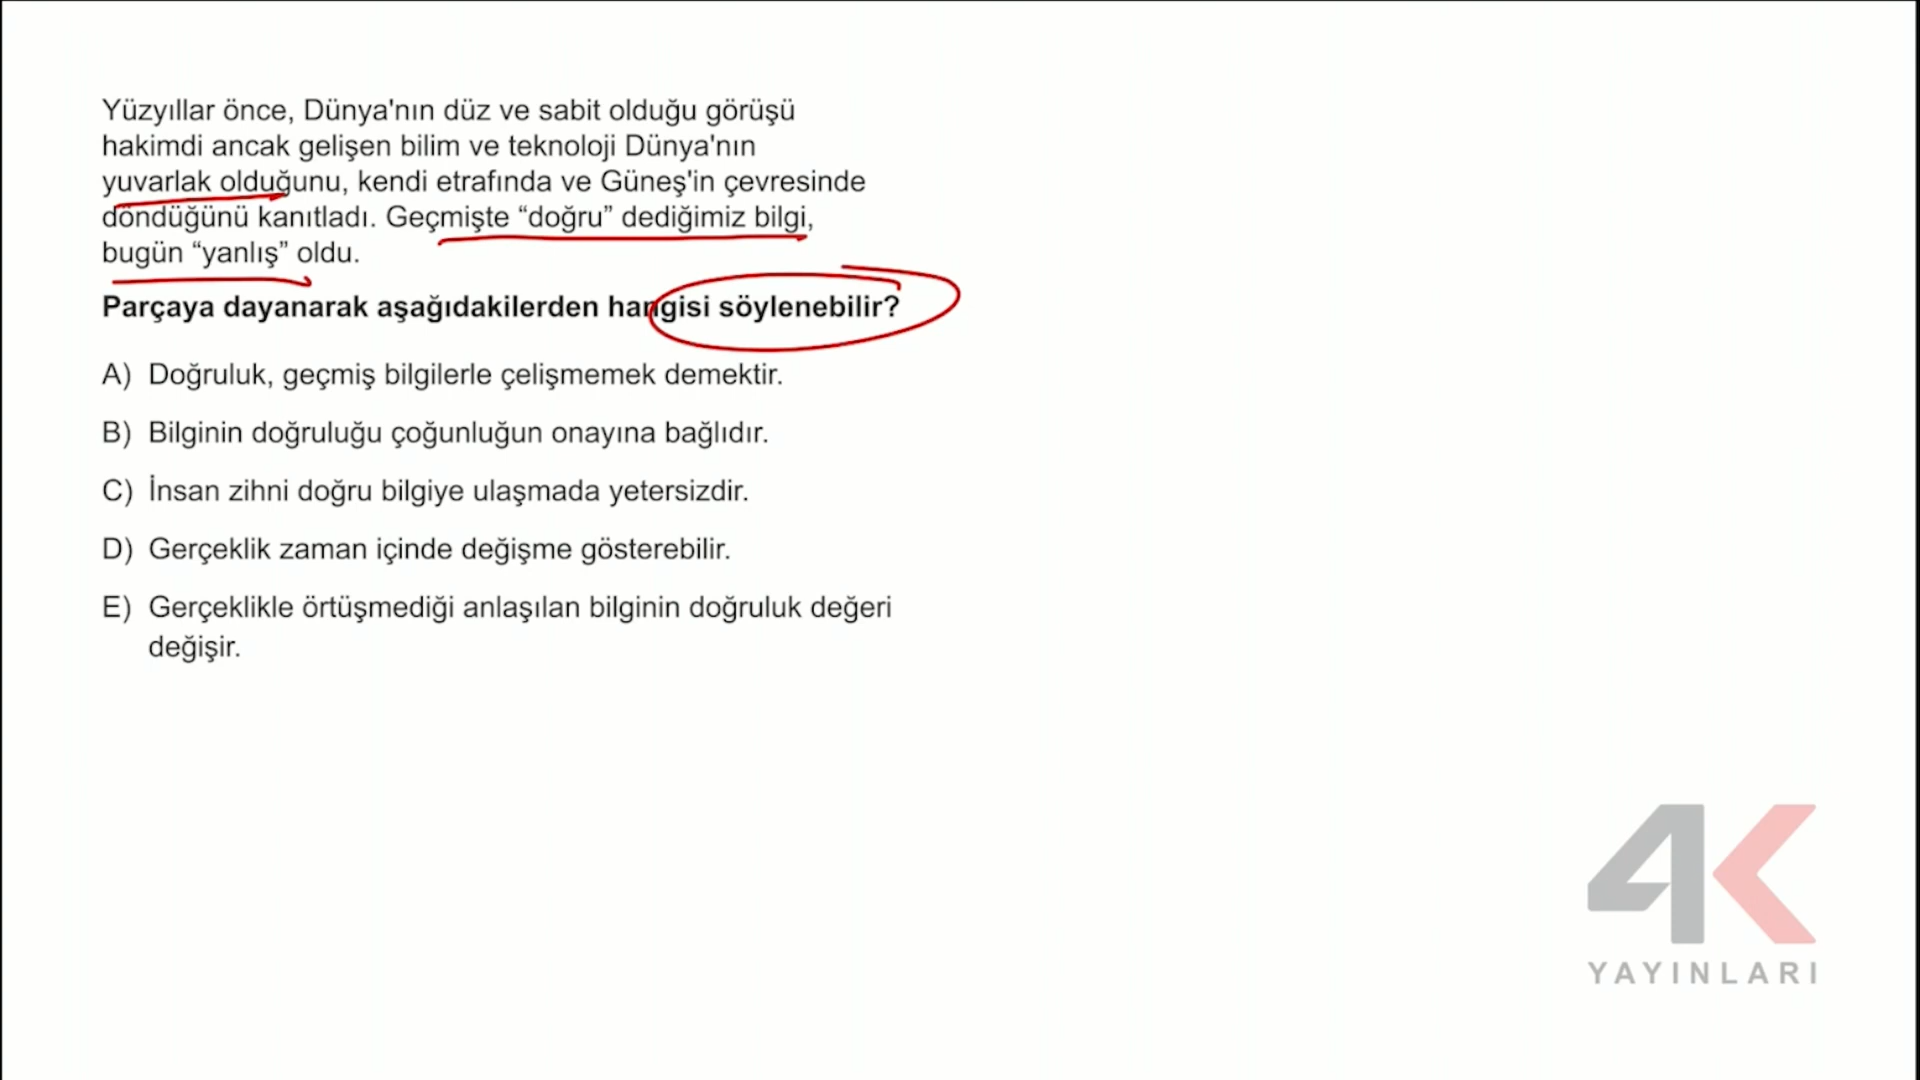 Yüzyıllar önce, Dünya'nın düz ve sabit olduğu görüşü
hakimdi ancak gelişen bilim ve teknoloji Dünya'nın
yuvarlak olduğunu, kendi etrafında ve Güneş'in çevresinde
döndüğünü kanıtladı. Geçmişte “doğru” dediğimiz bilgi,
bugün “yanlış” oldu.
Parçaya dayanarak aşağıdakilerden hangisi söylenebilir?
A) Doğruluk, geçmiş bilgilerle çelişmemek demektir.
B) Bilginin doğruluğu çoğunluğun onayına bağlıdır.
C) İnsan zihni doğru bilgiye ulaşmada yetersizdir.
D) Gerçeklik zaman içinde değişme gösterebilir.
E) Gerçeklikle örtüşmediği anlaşılan bilginin doğruluk değeri
değişir.
4K
YAYINLARI